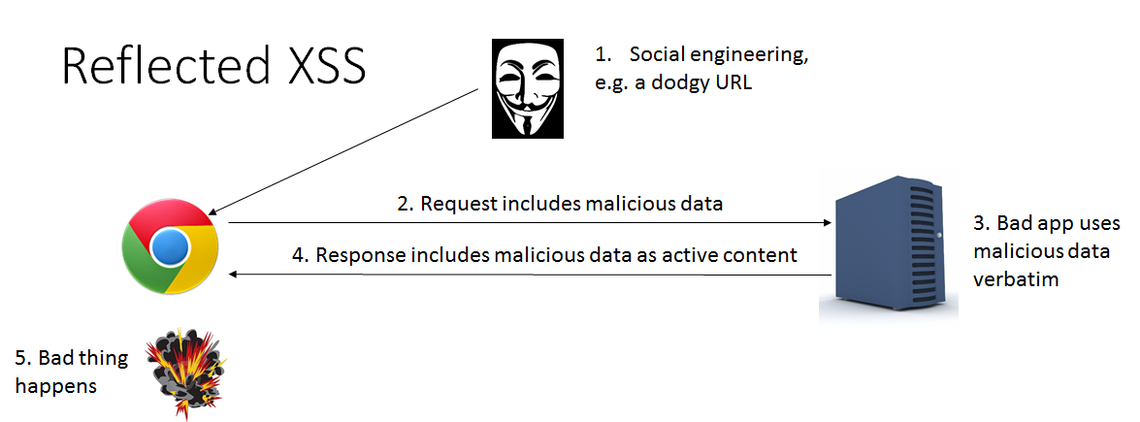 Reflected XSS
1. Social engineering,
e.g. a dodgy URL
2. Request includes malicious data
3. Bad app uses
malicious data
verbatim
4. Response includes malicious data as active content
5. Bad thing
happens